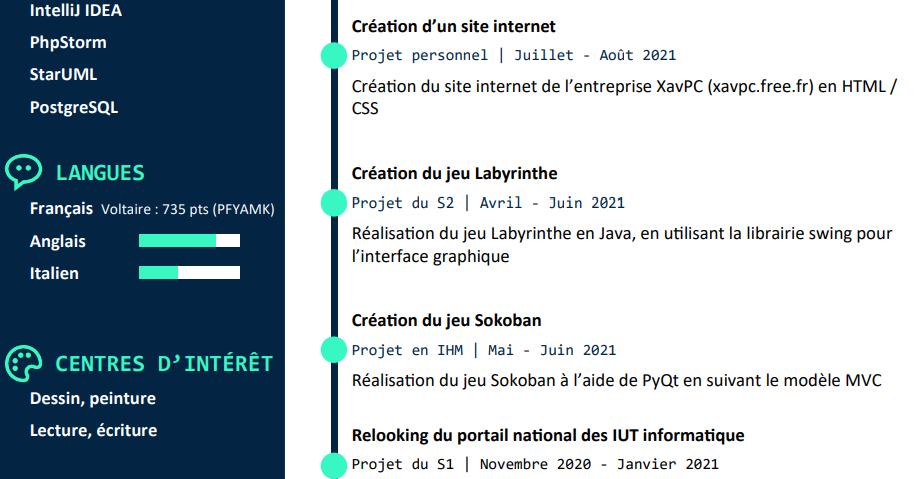 IntelliJ IDEA
PhpStorm
StarUML
PostgreSQL
LANGUES
Français Voltaire : 735 pts (PFYAMK)
Anglais
Italien
CENTRES D’INTÉRÊT
Dessin, peinture
Lecture, écriture
Création d’un site internet
Projet personnel | Juillet - Août 2021
Création du site internet de l’entreprise XavPC (xavpc.free.fr) en HTML /
CSS
Création du jeu Labyrinthe
Projet du S2 | Avril - Juin 2021
Réalisation du jeu Labyrinthe en Java, en utilisant la librairie swing pour
l’interface graphique
Création du jeu Sokoban
Projet en IHM | Mai - Juin 2021
Réalisation du jeu Sokoban à l’aide de PyQt en suivant le modèle MVC
Relooking du portail national des IUT informatique
Projet du S1 | Novembre 2020 - Janvier 2021